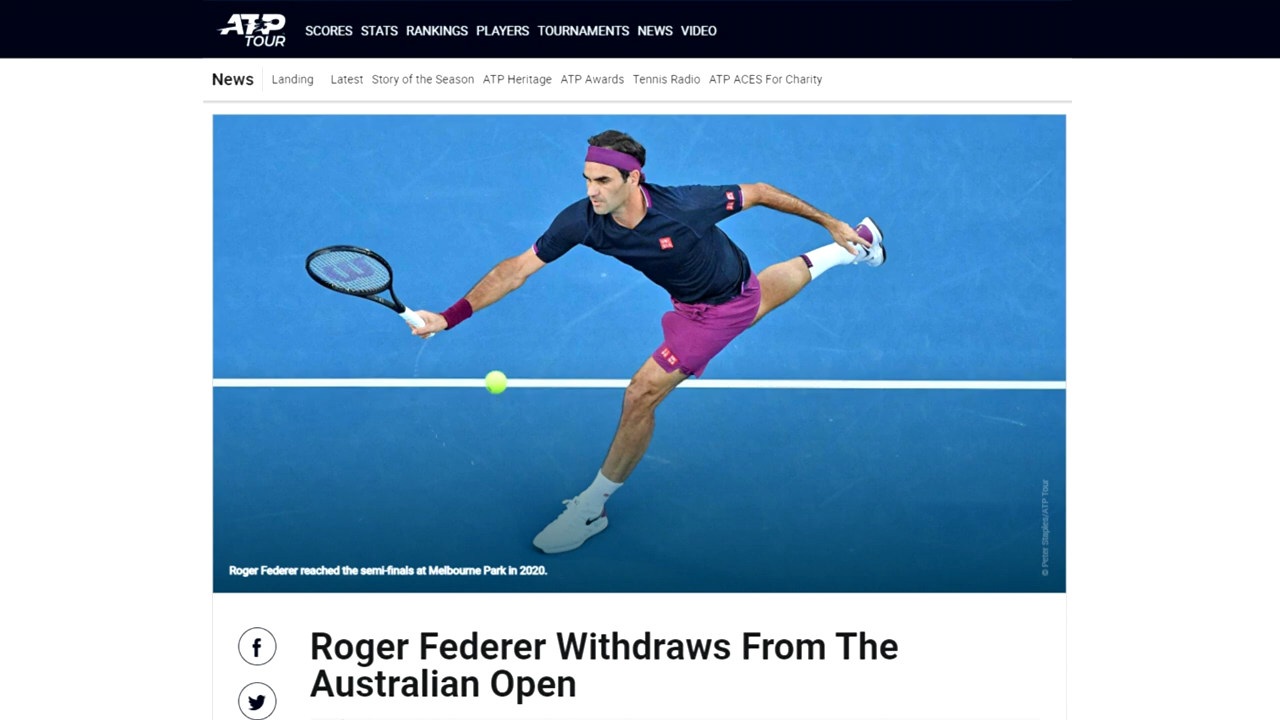 ATP
TOUR
SCORES STATS RANKINGS PLAYERS TOURNAMENTS NEWS VIDEO
News Landing Latest Story of the Season ATP Heritage ATP Awards Tennis Radio ATP ACES For Charity
W
© Peter Staples/ATP Tour
Roger Federer reached the semi-finals at Melbourne Park in 2020.
f
Roger Federer Withdraws From The
Australian Open